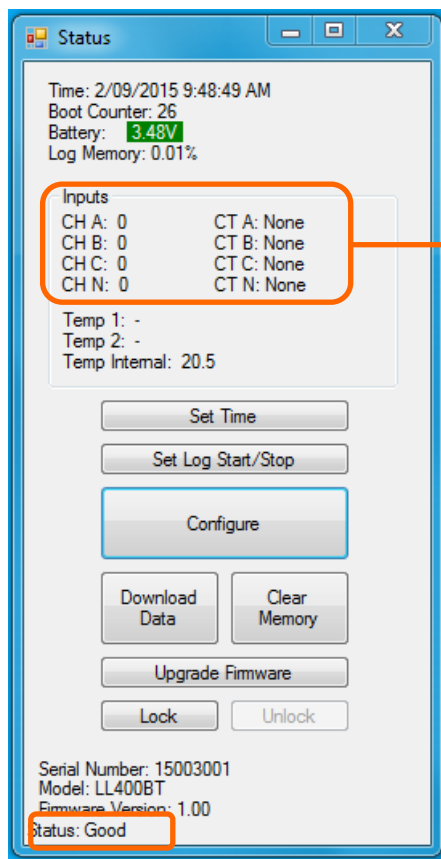 Status
Time: 2/09/2015 9:48:49 AM
Boot Counter: 26
Battery: 3.48V
Log Memory: 0.01%
Inputs
CH A: 0 CT A: None
CH B: 0 CT B: None
CH C: 0 CT C: None
CH N: 0 CT N: None
Temp 1: -
Temp 2: -
Temp Internal: 20.5
Set Time
Set Log Start/Stop
Configure
Download Clear
Data Memory
Upgrade Firmware
Lock Unlock
Serial Number: 15003001
Model: LL400BT
Firmware Version: 1.00
Status: Good